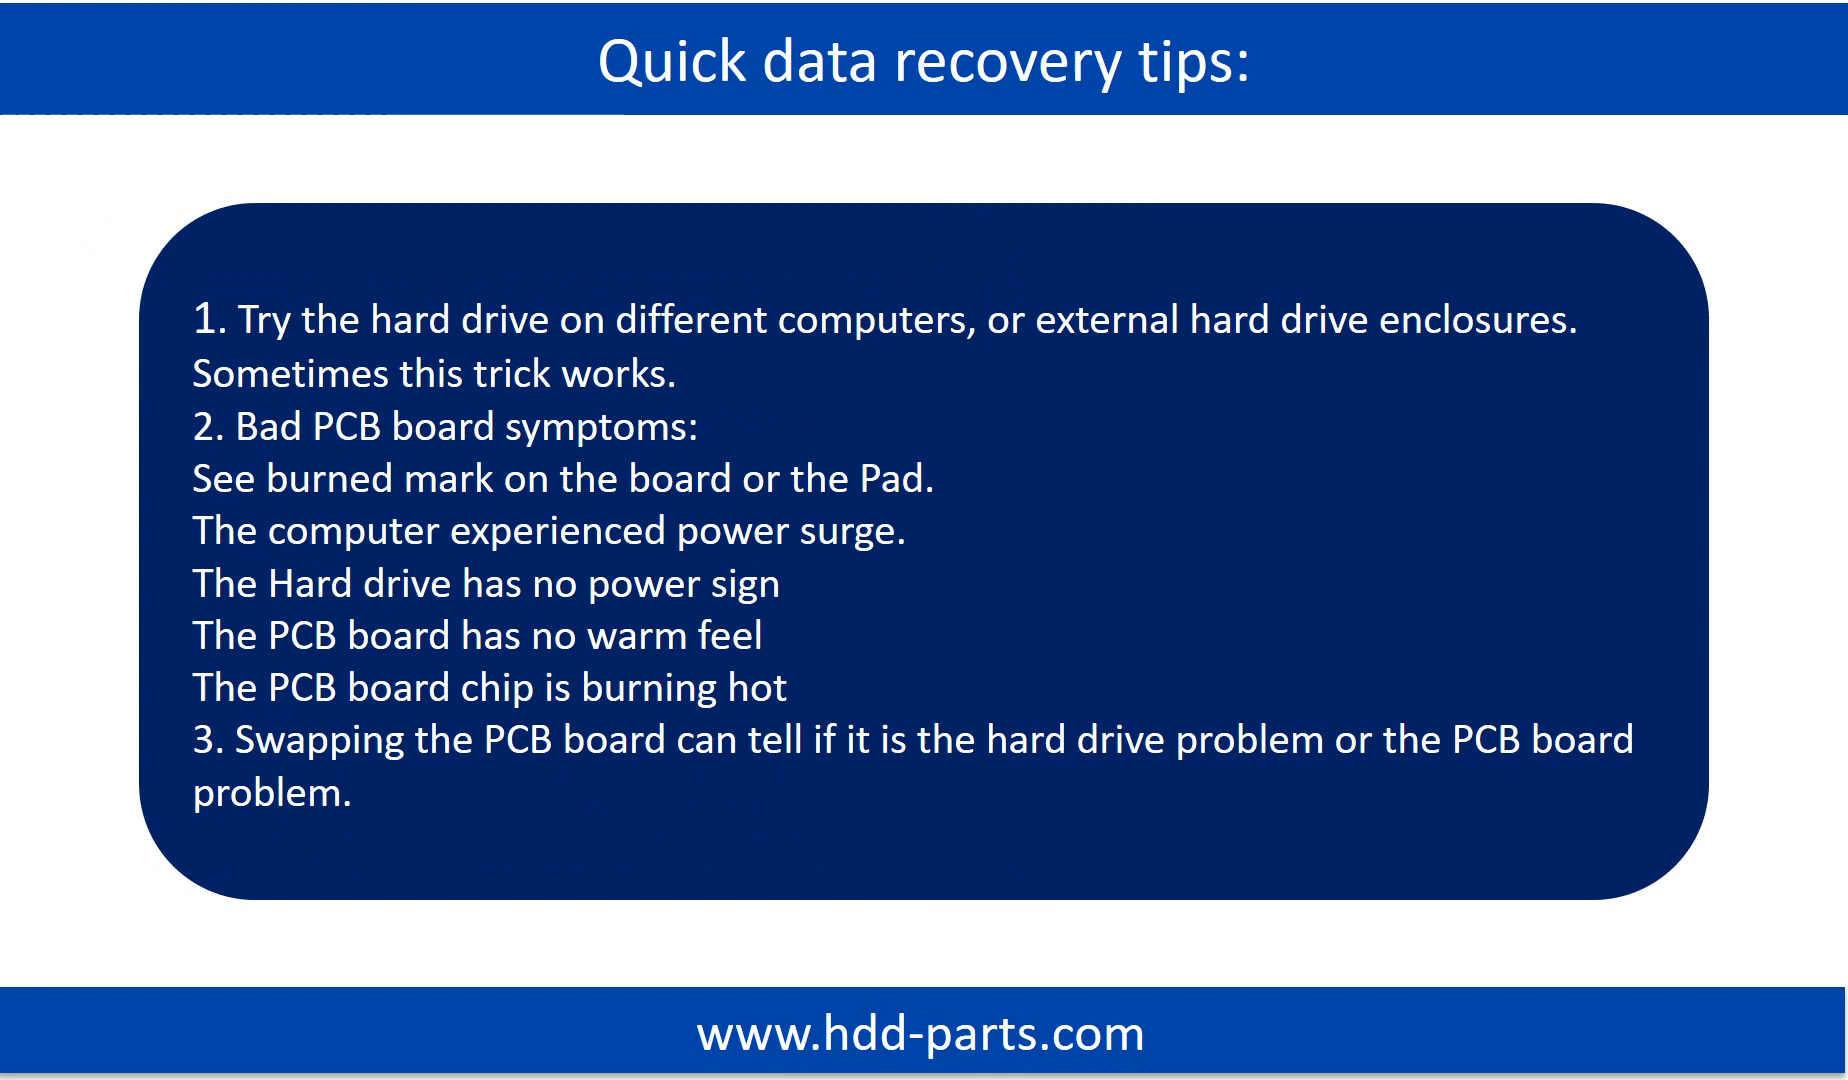 Quick data recovery tips:
1. Try the hard drive on different computers, or external hard drive enclosures.
Sometimes this trick works.
2. Bad PCB board symptoms:
See burned mark on the board or the Pad.
The computer experienced power surge.
The Hard drive has no power sign
The PCB board has no warm feel
The PCB board chip is burning hot
3. Swapping the PCB board can tell if it is the hard drive problem or the PCB board
problem.
www.hdd-parts.com